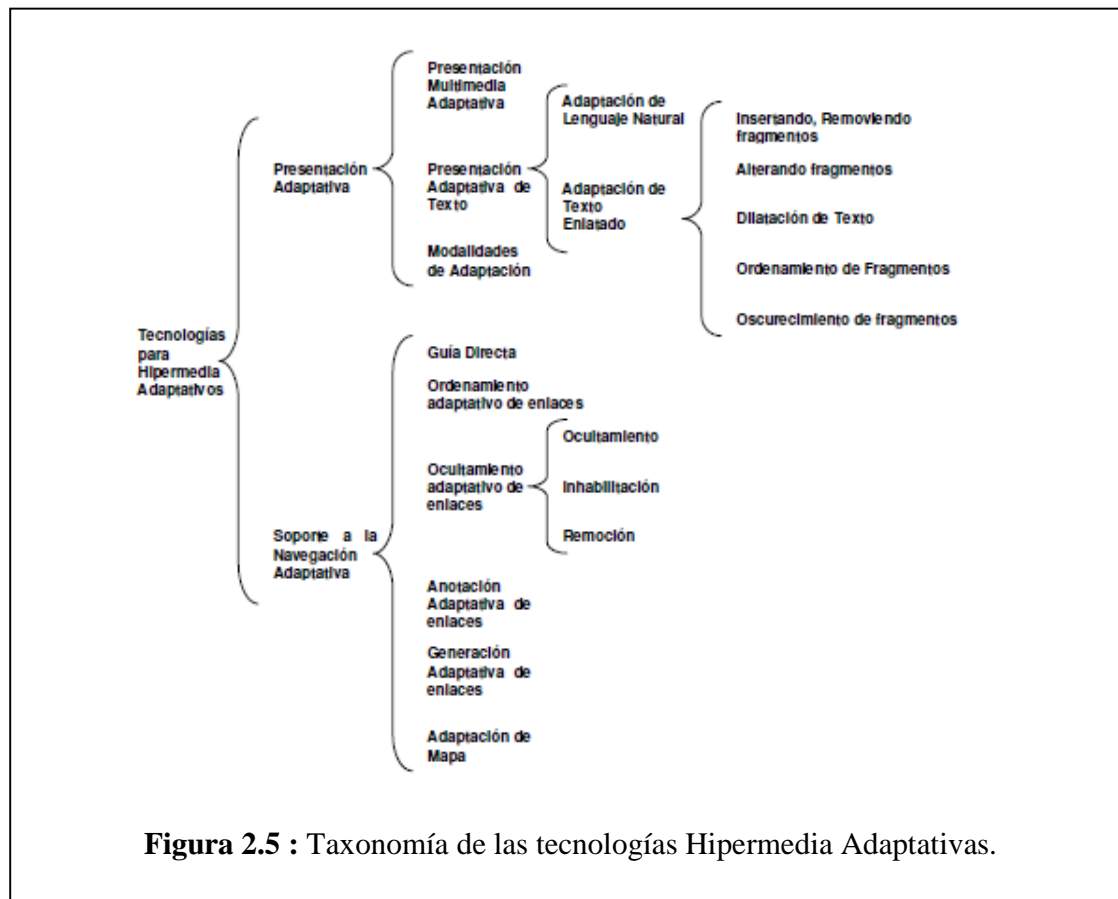 Tecnologías
para
Hipermedia
Adaptativos
Presentación
Adaptativa
Presentación
Multimedia
Adaptativa
Presentación
Adaptativa de
Texto
Adaptación de
Lenguaje Natural
Adaptación de
Texto
Enlatado
Insertando, Removiendo
fragmentos
Alterando fragmentos
Dilatación de Texto
Ordenamiento de Fragmentos
Oscurecimiento de fragmentos
Modalidades
de Adaptación
Soporte a la
Navegación
Adaptativa
Guía Directa
Ordenamiento
adaptativo de enlaces
Ocultamiento
adaptativo de
enlaces
Ocultamiento
Inhabilitación
Remoción
Anotación
Adaptativa de
enlaces
Generación
Adaptativa de
enlaces
Adaptación de
Mapa
Figura 2.5 : Taxonomía de las tecnologías Hipermedia Adaptativas.